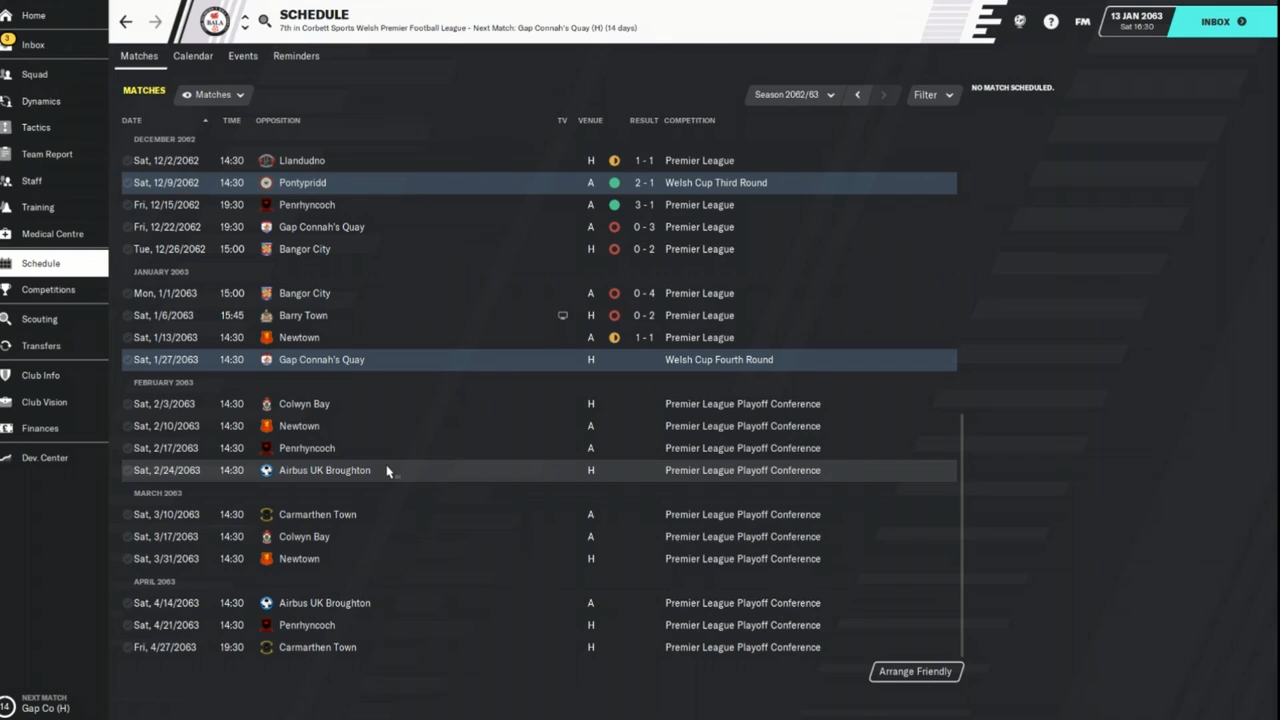 Home
3
Inbox
Squad
Dynamics
Tactics
Team Report
Staff
Training
Medical Centre
Schedule
Competitions
Scouting
Transfers
Club Info
Club Vision
Finances
Dev. Center
14
NEXT MATCH
Gap Co (H)
BALA
SCHEDULE
7th in Corbett Sports Welsh Premier Football League - Next Match: Gap Connah's Quay (H) (14 days)
?
FM
13 JAN 2063
Sat 16:30
INBOX
Matches Calendar Events Reminders
MATCHES Matches Season 2062/63 Filter
NO MATCH SCHEDULED.
DATE TIME OPPOSITION TV VENUE RESULT COMPETITION
DECEMBER 2062
Sat, 12/2/2062 14:30 Llandudno H 1 - 1 Premier League
Sat, 12/9/2062 14:30 Pontypridd A 2 - 1 Welsh Cup Third Round
Fri, 12/15/2062 19:30 Penrhyncoch A 3 - 1 Premier League
Fri, 12/22/2062 19:30 Gap Connah's Quay A 0 - 3 Premier League
Tue, 12/26/2062 15:00 Bangor City H 0 - 2 Premier League
JANUARY 2063
Mon, 1/1/2063 15:00 Bangor City A 0 - 4 Premier League
Sat, 1/6/2063 15:45 Barry Town H 0 - 2 Premier League
Sat, 1/13/2063 14:30 Newtown A 1 - 1 Premier League
Sat, 1/27/2063 14:30 Gap Connah's Quay H Welsh Cup Fourth Round
FEBRUARY 2063
Sat, 2/3/2063 14:30 Colwyn Bay H Premier League Playoff Conference
Sat, 2/10/2063 14:30 Newtown A Premier League Playoff Conference
Sat, 2/17/2063 14:30 Penrhyncoch A Premier League Playoff Conference
Sat, 2/24/2063 14:30 Airbus UK Broughton H Premier League Playoff Conference
MARCH 2063
Sat, 3/10/2063 14:30 Carmarthen Town A Premier League Playoff Conference
Sat, 3/17/2063 14:30 Colwyn Bay A Premier League Playoff Conference
Sat, 3/31/2063 14:30 Newtown H Premier League Playoff Conference
APRIL 2063
Sat, 4/14/2063 14:30 Airbus UK Broughton A Premier League Playoff Conference
Sat, 4/21/2063 14:30 Penrhyncoch H Premier League Playoff Conference
Fri, 4/27/2063 19:30 Carmarthen Town H Premier League Playoff Conference
Arrange Friendly